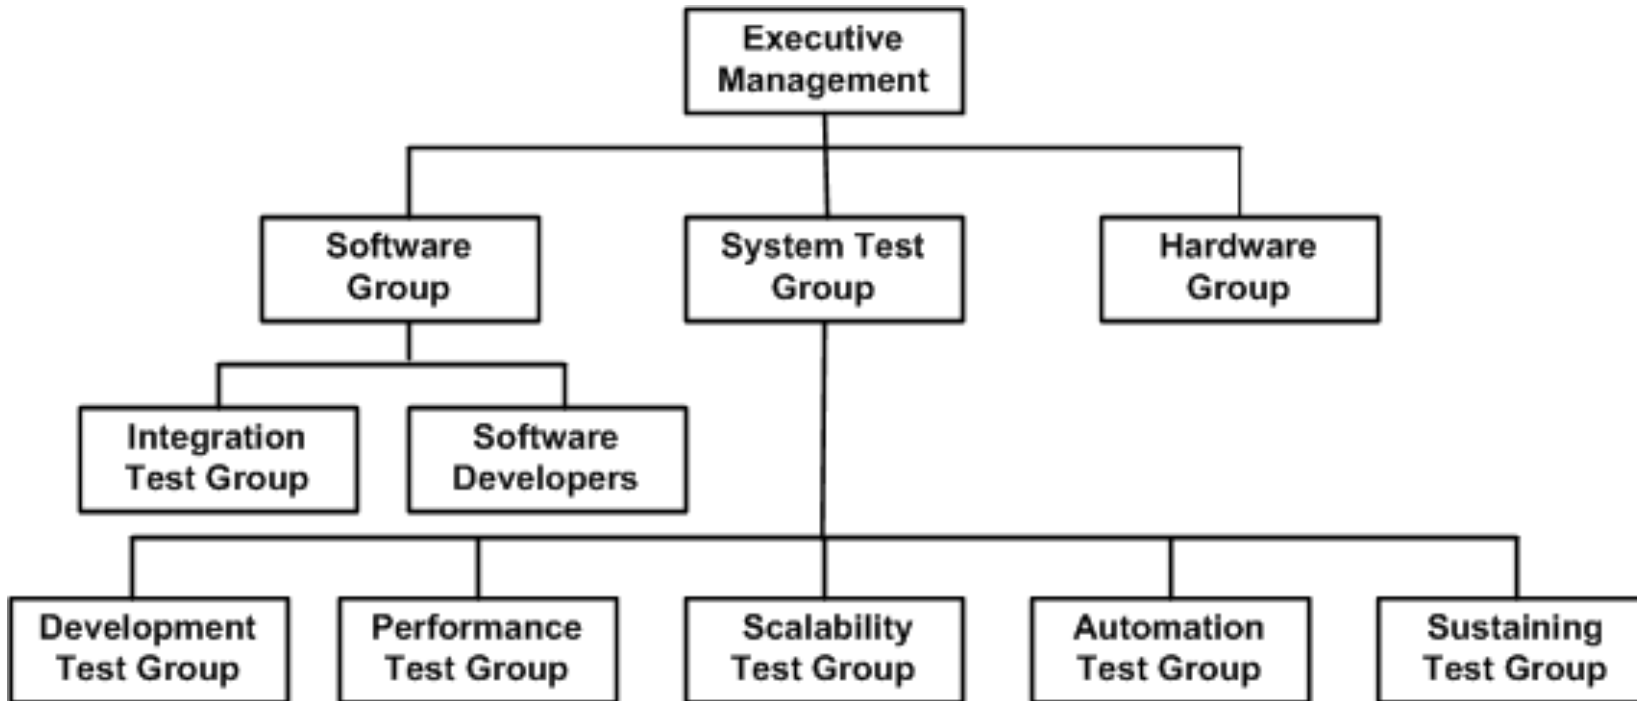 Executive
Management
Software
Group
System Test
Group
Hardware
Group
Integration
Test Group
Software
Developers
Development
Test Group
Performance
Test Group
Scalability
Test Group
Automation
Test Group
Sustaining
Test Group